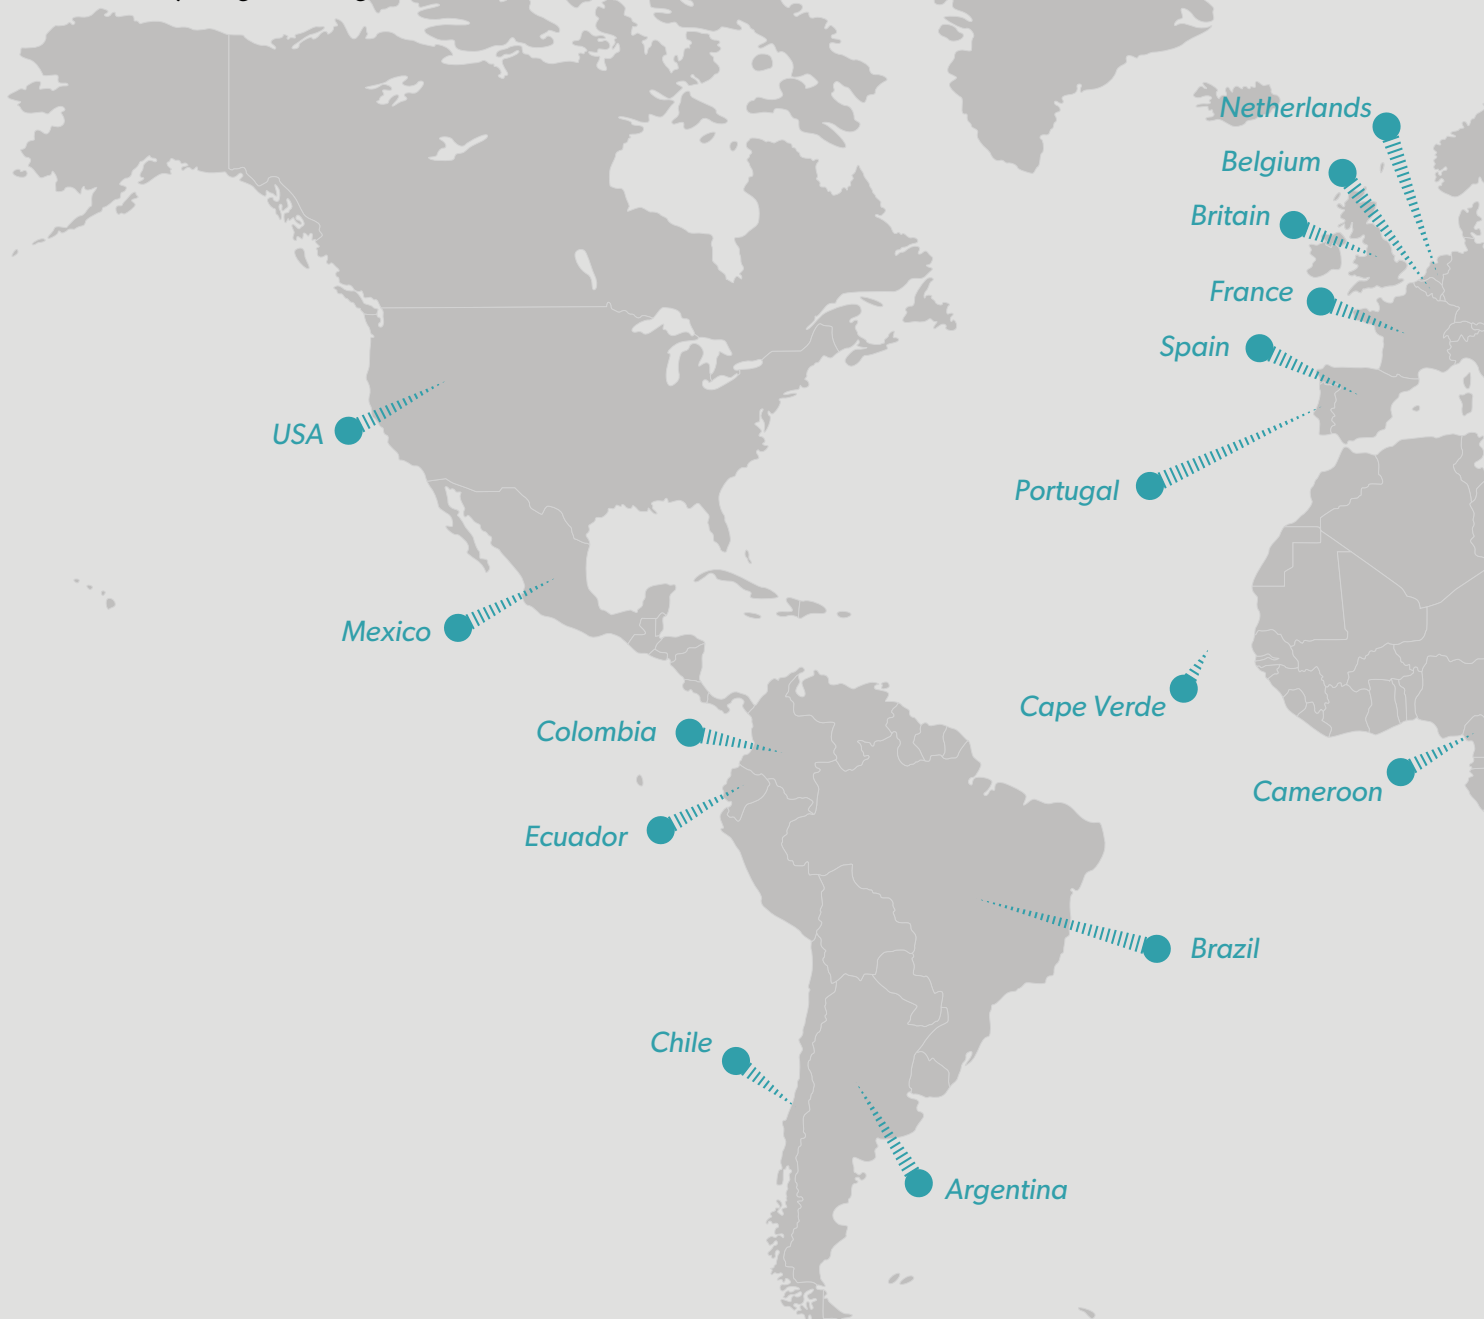 Netherlands
Belgium
Britain
France
Spain
USA
Portugal
Mexico
Cape Verde
Colombia
Cameroon
Ecuador
Brazil
Chile
Argentina